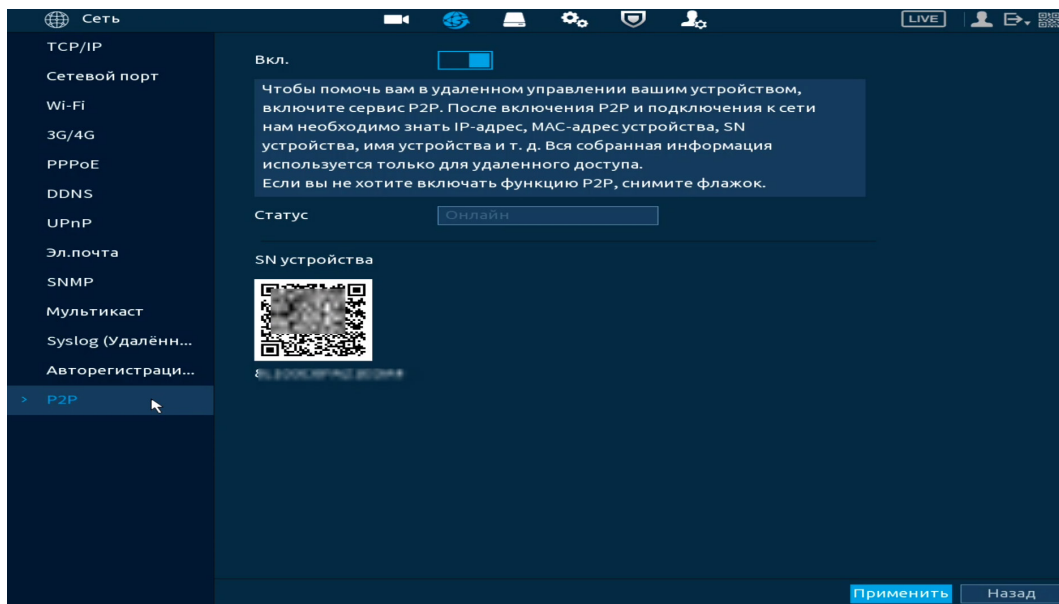 Сеть
LIVE
TCP/IP
Сетевой порт
Wi-Fi
3G/4G
PPPoE
DDNS
UPnP
Эл.почта
SNMP
Мультикаст
Syslog (Удалённ...
Авторегистраци...
> P2P
Вкл.
Чтобы помочь вам в удаленном управлении вашим устройством,
включите сервис P2P. После включения P2P и подключения к сети
нам необходимо знать IP-адрес, MAC-адрес устройства, SN
устройства, имя устройства и т. д. Вся собранная информация
используется только для удаленного доступа.
Если вы не хотите включать функцию P2P, снимите флажок.
Статус
Онлайн
SN устройства
Применить
Назад